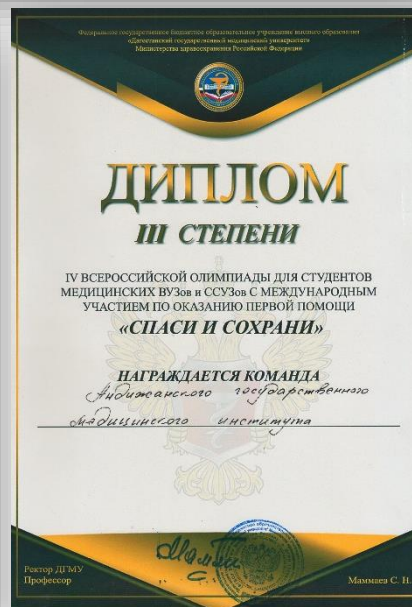 Федеральное государственное бюджетное образовательное учреждение высшего образования
«Дагестанский государственный медицинский университет»
Министерства здравоохранения Российской Федерации
ДИПЛОМ
III СТЕПЕНИ
IV ВСЕРОССИЙСКОЙ ОЛИМПИАДЫ ДЛЯ СТУДЕНТОВ
МЕДИЦИНСКИХ ВУЗов и ССУЗов С МЕЖДУНАРОДНЫМ
УЧАСТИЕМ ПО ОКАЗАНИЮ ПЕРВОЙ ПОМОЩИ
«СПАСИ И СОХРАНИ»
НАГРАЖДАЕТСЯ КОМАНДА
Андижанского государственного
медицинского института
Ректор ДГМУ
Профессор
Маммаев С. Н.